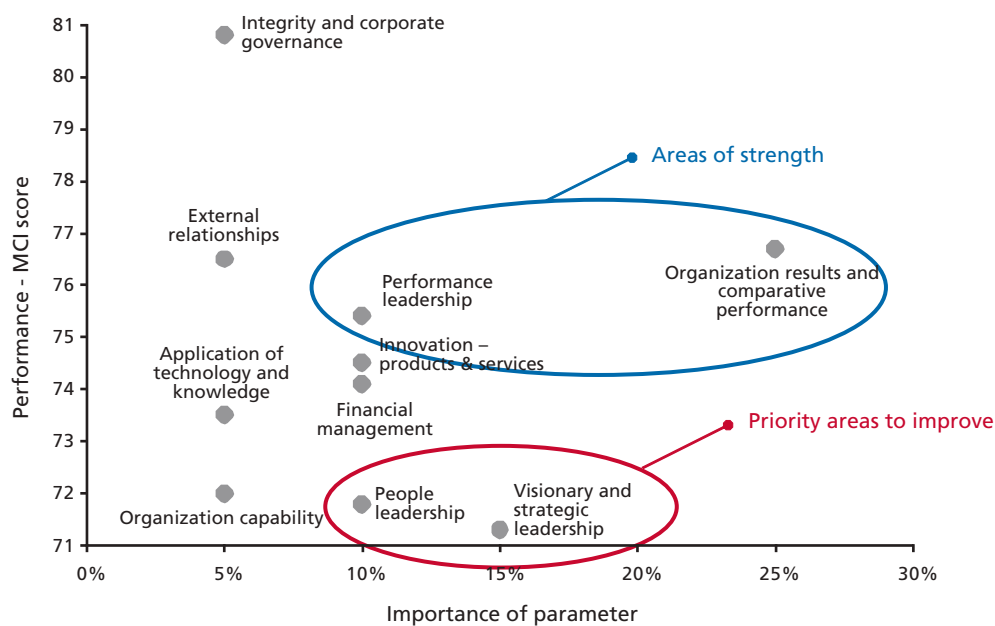 81
80
79
78
77
76
75
74
73
72
71
Performance - MCI score
Integrity and corporate
governance
Areas of strength
External
relationships
Performance
leadership
Organization results and
comparative
performance
Innovation –
products & services
Application of
technology and
knowledge
Financial
management
Priority areas to improve
People
leadership
Visionary and
strategic
leadership
Organization capability
0%
5%
10%
15%
20%
25%
30%
Importance of parameter